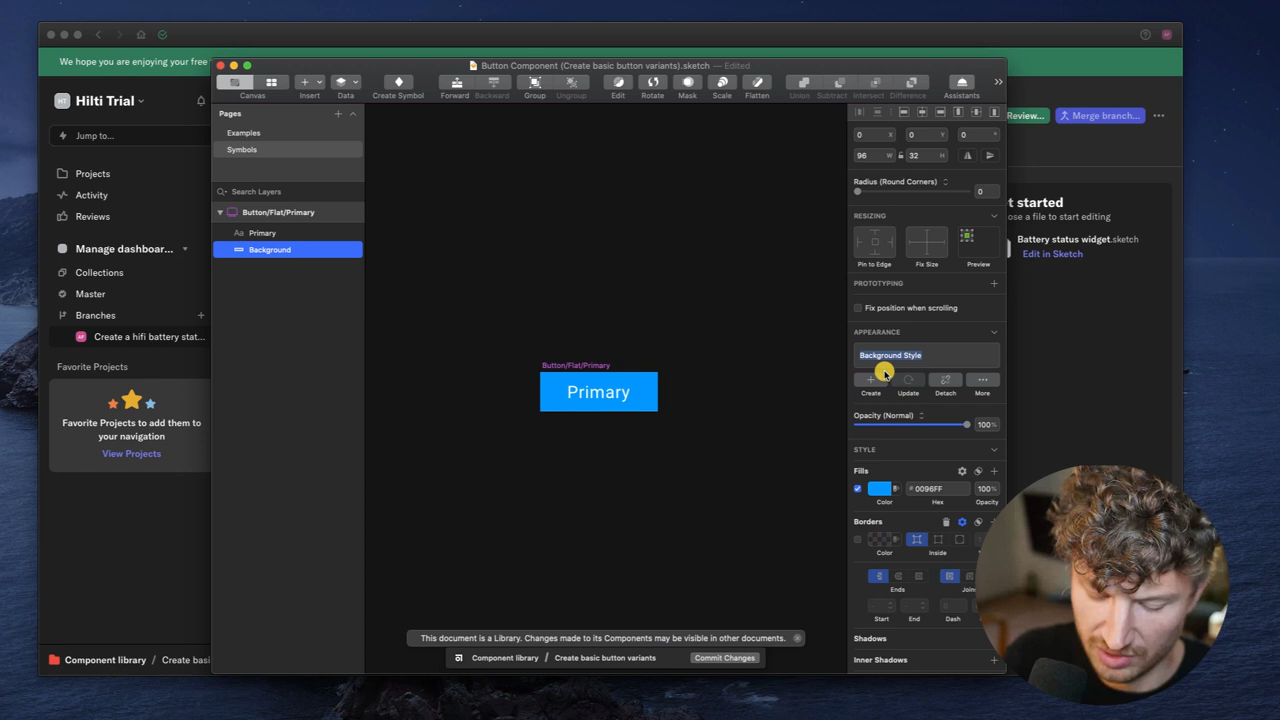 We hope you are enjoying your free
HT Hilti Trial
Jump to...
Projects
Activity
Reviews
Manage dashboar...
Collections
Master
Branches
Create a hifi battery stat...
Favorite Projects
Favorite Projects to add them to
your navigation
View Projects
Component library / Create basi
Button Component (Create basic button variants).sketch — Edited
Canvas
Insert
Data
Create Symbol
Forward
Backward
Group
Ungroup
Edit
Rotate
Mask
Scale
Flatten
Union
Subtract
Intersect
Difference
Assistants
Pages
Examples
Symbols
Search Layers
Button/Flat/Primary
Aa Primary
Background
Button/Flat/Primary
Primary
This document is a Library. Changes made to its Components may be visible in other documents.
Component library / Create basic button variants Commit Changes
0 X 0 Y 0 °
96 W 32 H
Radius (Round Corners)
0
RESIZING
Pin to Edge Fix Size Preview
PROTOTYPING
Fix position when scrolling
APPEARANCE
Background Style
Create Update Detach More
Opacity (Normal)
100%
STYLE
Fills
# 0096FF 100%
Color Hex Opacity
Borders
Color Inside
Ends Joins
Start End Dash
Shadows
Inner Shadows
Review...
Merge branch...
t started
ose a file to start editing
Battery status widget.sketch
Edit in Sketch